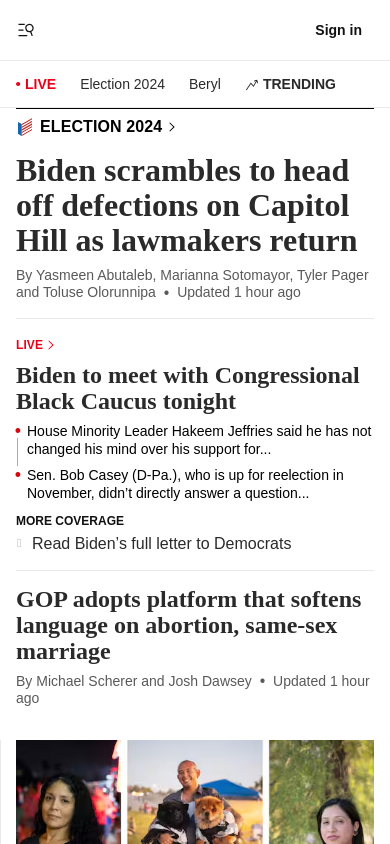 Sign in
LIVE Election 2024 Beryl TRENDING
ELECTION 2024
Biden scrambles to head
off defections on Capitol
Hill as lawmakers return
By Yasmeen Abutaleb, Marianna Sotomayor, Tyler Pager
and Toluse Olorunnipa • Updated 1 hour ago
LIVE
Biden to meet with Congressional
Black Caucus tonight
House Minority Leader Hakeem Jeffries said he has not
changed his mind over his support for...
Sen. Bob Casey (D-Pa.), who is up for reelection in
November, didn’t directly answer a question...
MORE COVERAGE
Read Biden’s full letter to Democrats
GOP adopts platform that softens
language on abortion, same-sex
marriage
By Michael Scherer and Josh Dawsey • Updated 1 hour
ago